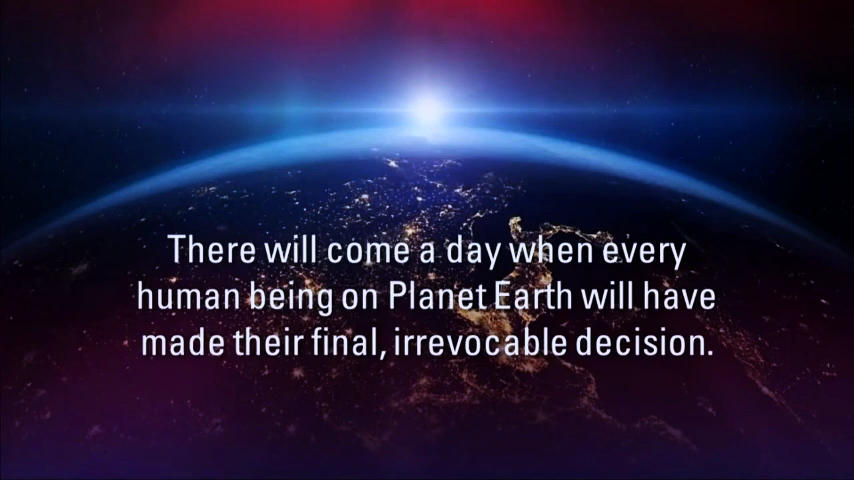 There will come a day when every
human being on Planet Earth will have
made their final, irrevocable decision.